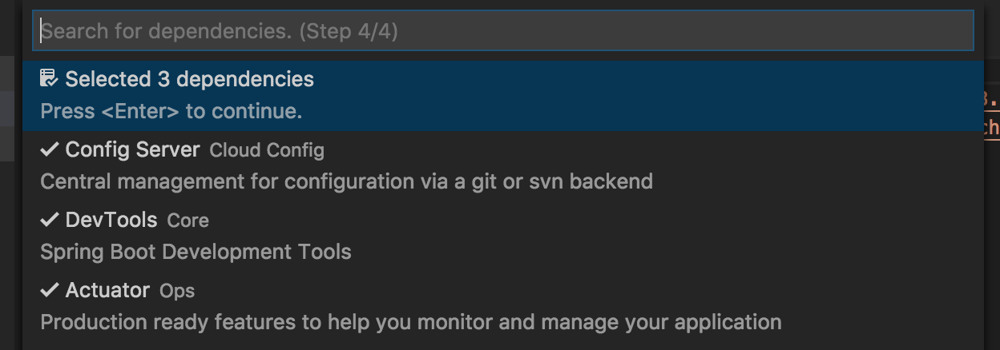 Search for dependencies. (Step 4/4)
Selected 3 dependencies
Press <Enter> to continue.
Config Server Cloud Config
Central management for configuration via a git or svn backend
DevTools Core
Spring Boot Development Tools
Actuator Ops
Production ready features to help you monitor and manage your application